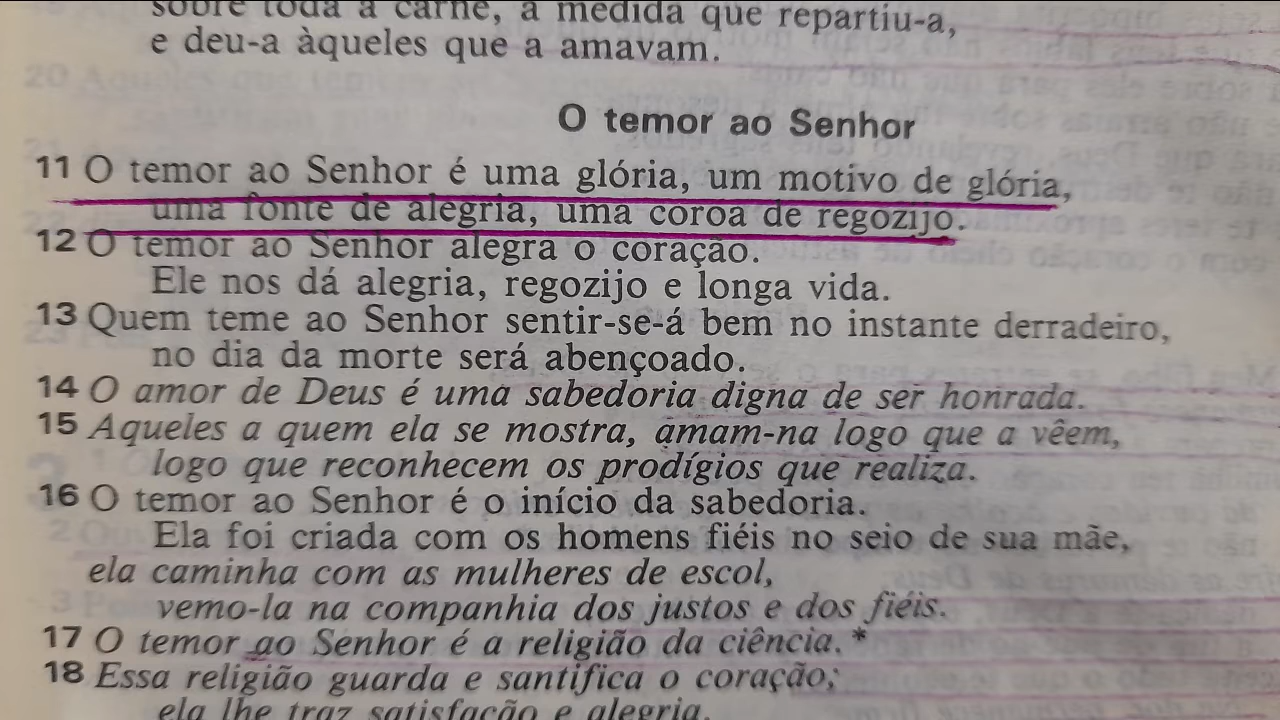 sobre toda a carne, à medida que repartiu-a,
e deu-a àqueles que a amavam.
O temor ao Senhor
11 O temor ao Senhor é uma glória, um motivo de glória,
uma fonte de alegria, uma coroa de regozijo.
12 O temor ao Senhor alegra o coração.
Ele nos dá alegria, regozijo e longa vida.
13 Quem teme ao Senhor sentir-se-á bem no instante derradeiro,
no dia da morte será abençoado.
14 O amor de Deus é uma sabedoria digna de ser honrada.
15 Aqueles a quem ela se mostra, amam-na logo que a vêem,
logo que reconhecem os prodígios que realiza.
16 O temor ao Senhor é o início da sabedoria.
Ela foi criada com os homens fiéis no seio de sua mãe,
ela caminha com as mulheres de escol,
vemo-la na companhia dos justos e dos fiéis.
17 O temor ao Senhor é a religião da ciência. *
18 Essa religião guarda e santifica o coração;
ela lhe traz satisfação e alegria.